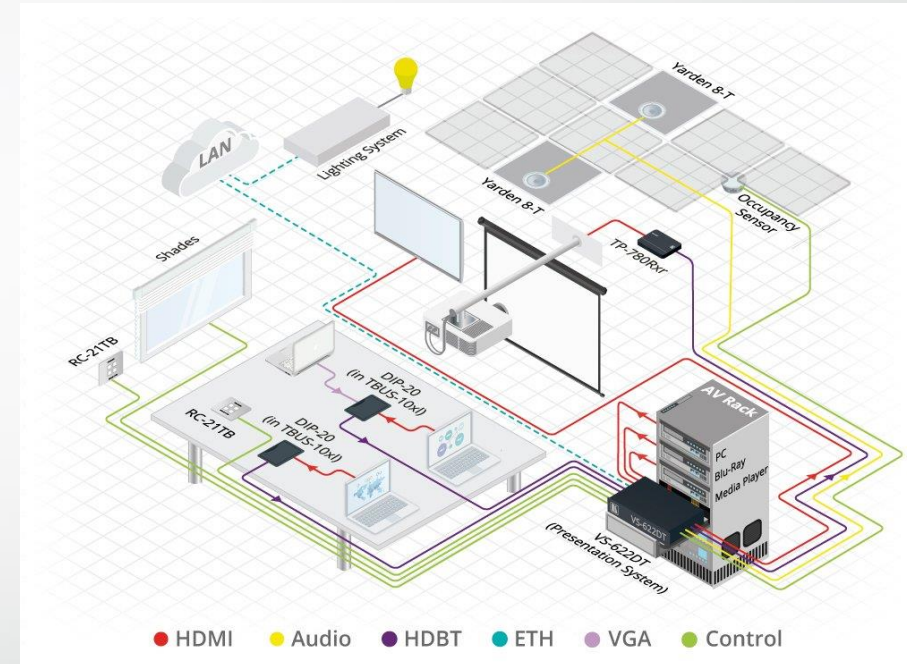 Yarden 8-T
LAN
Lighting System
Yarden 8-T
Occupancy
Sensor
TP-780Rxr
Shades
RC-21TB
DIP-20
(in TBUS-10xl)
RC-21TB
DIP-20
(in TBUS-10xl)
AV Rack
PC
Blu-Ray
Media Player
VS-622DT
VS-622DT
(Presentation System)
HDMI
Audio
HDBT
ETH
VGA
Control